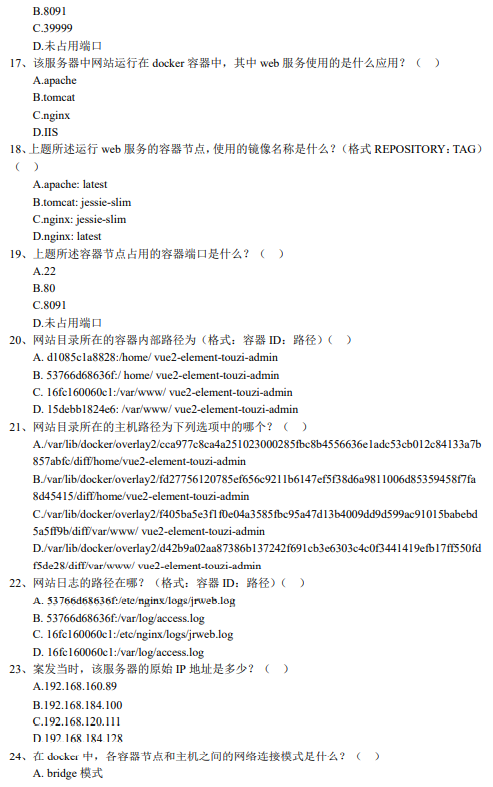 B.8091
C.39999
D.未占用端口
17、该服务器中网站运行在 docker 容器中，其中 web 服务使用的是什么应用？（ ）
A.apache
B.tomcat
C.nginx
D.IIS
18、上题所述运行 web 服务的容器节点，使用的镜像名称是什么？（格式 REPOSITORY：TAG）
（ ）
A.apache: latest
B.tomcat: jessie-slim
C.nginx: jessie-slim
D.nginx: latest
19、上题所述容器节点占用的容器端口是什么？（ ）
A.22
B.80
C.8091
D.未占用端口
20、网站目录所在的容器内部路径为（格式：容器 ID：路径）（ ）
A. d1085c1a8828:/home/ vue2-element-touzi-admin
B. 53766d68636f:/ home/ vue2-element-touzi-admin
C. 16fc160060c1:/var/www/ vue2-element-touzi-admin
D. 15debb1824e6: /var/www/ vue2-element-touzi-admin
21、网站目录所在的主机路径为下列选项中的哪个？（ ）
A./var/lib/docker/overlay2/cca977c8ca4a251023000285fbc8b4556636e1adc53cb012c84133a7b
857abfc/diff/home/vue2-element-touzi-admin
B./var/lib/docker/overlay2/fd27756120785ef656c9211b6147ef5f38d6a9811006d85359458f7fa
8d45415/diff/home/vue2-element-touzi-admin
C./var/lib/docker/overlay2/f405ba5e3f1f0e04a3585fbc95a47d13b4009dd9d599ac91015babebd
5a5ff9b/diff/var/www/ vue2-element-touzi-admin
D./var/lib/docker/overlay2/d42b9a02aa87386b137242f691cb3e6303c4c0f3441419efb17ff550fd
f5de28/diff/var/www/ vue2-element-touzi-admin
22、网站日志的路径在哪？（格式：容器 ID：路径）（ ）
A. 53766d68636f:/etc/nginx/logs/jrweb.log
B. 53766d68636f:/var/log/access.log
C. 16fc160060c1:/etc/nginx/logs/jrweb.log
D. 16fc160060c1:/var/log/access.log
23、案发当时，该服务器的原始 IP 地址是多少？（ ）
A.192.168.160.89
B.192.168.184.100
C.192.168.120.111
D.192.168.184.128
24、在 docker 中，各容器节点和主机之间的网络连接模式是什么？（ ）
A. bridge 模式